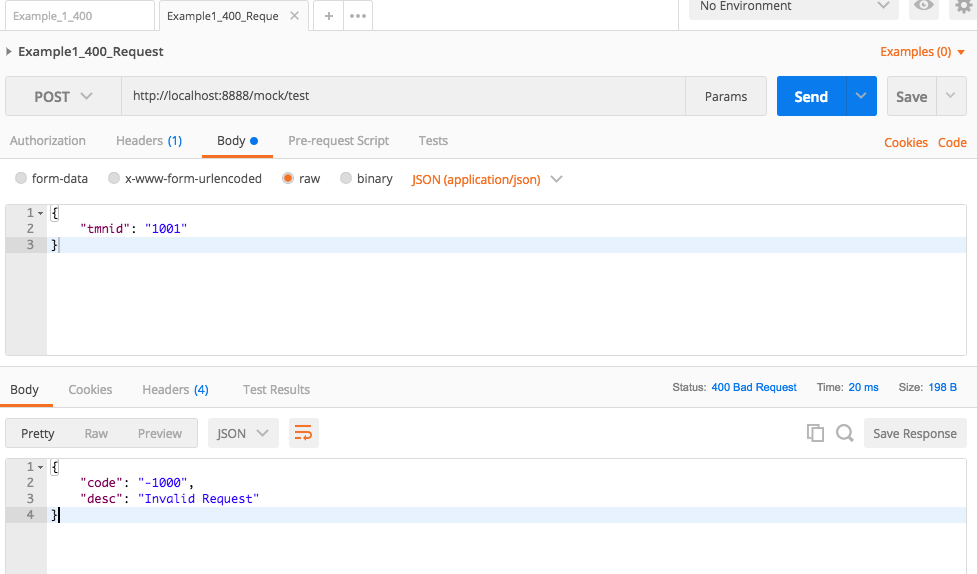 Example_1_400
Example1_400_Reque
No Environment
Example1_400_Request
Examples (0)
POST
http://localhost:8888/mock/test
Params
Send
Save
Authorization
Headers (1)
Body
Pre-request Script
Tests
Cookies
Code
form-data
x-www-form-urlencoded
raw
binary
JSON (application/json)
1 {
2 "tmnid": "1001"
3 }
Body
Cookies
Headers (4)
Test Results
Status: 400 Bad Request
Time: 20 ms
Size: 198 B
Pretty
Raw
Preview
JSON
Save Response
1 {
2 "code": "-1000",
3 "desc": "Invalid Request"
4 }